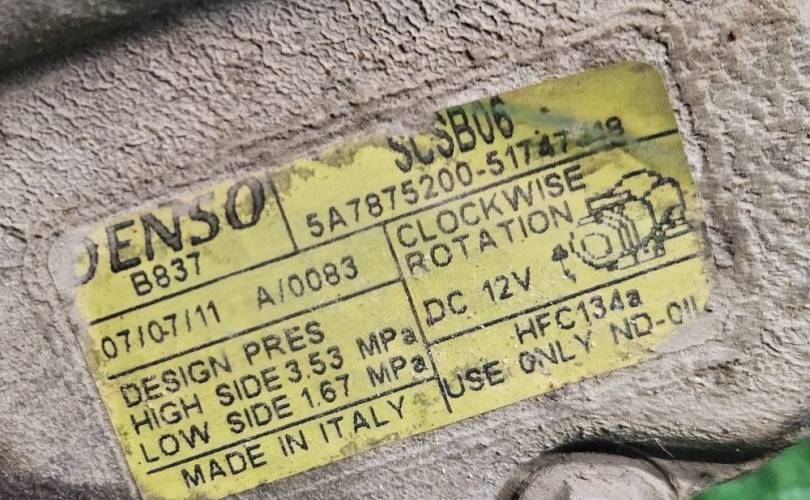 DENSO
SCSB06
B837
5A7875200-51747
07/07/11 A/0083
CLOCKWISE
ROTATION
DC 12V
DESIGN PRES
HIGH SIDE 3.53 MPa
LOW SIDE 1.67 MPa
HFC134a
USE ONLY ND-OIL
MADE IN ITALY